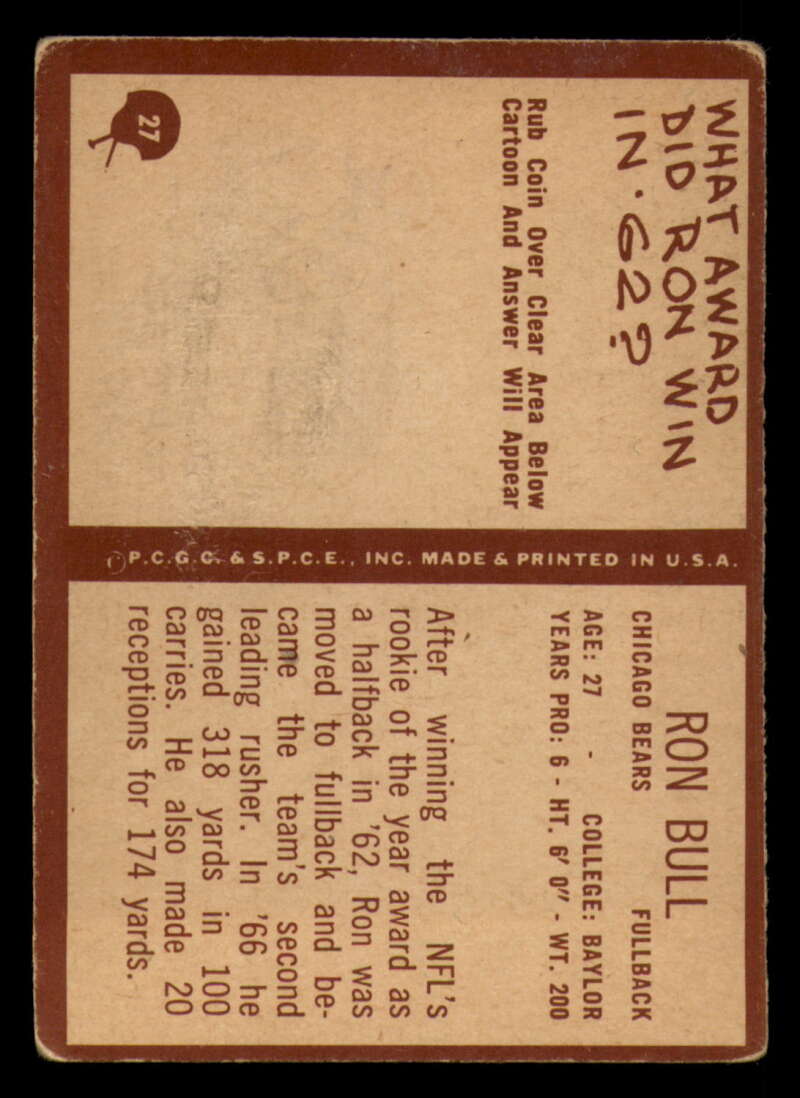 27
WHAT AWARD
DID RON WIN
IN '62?
Rub Coin Over Clear Area Below
Cartoon And Answer Will Appear
©P.C.G.C. & S.P.C.E., INC. MADE & PRINTED IN U.S.A.
RON BULL
CHICAGO BEARS FULLBACK
AGE: 27 - COLLEGE: BAYLOR
YEARS PRO: 6 - HT. 6' 0" - WT. 200
After winning the NFL's
rookie of the year award as
a halfback in '62, Ron was
moved to fullback and be-
came the team's second
leading rusher. In '66 he
gained 318 yards in 100
carries. He also made 20
receptions for 174 yards.